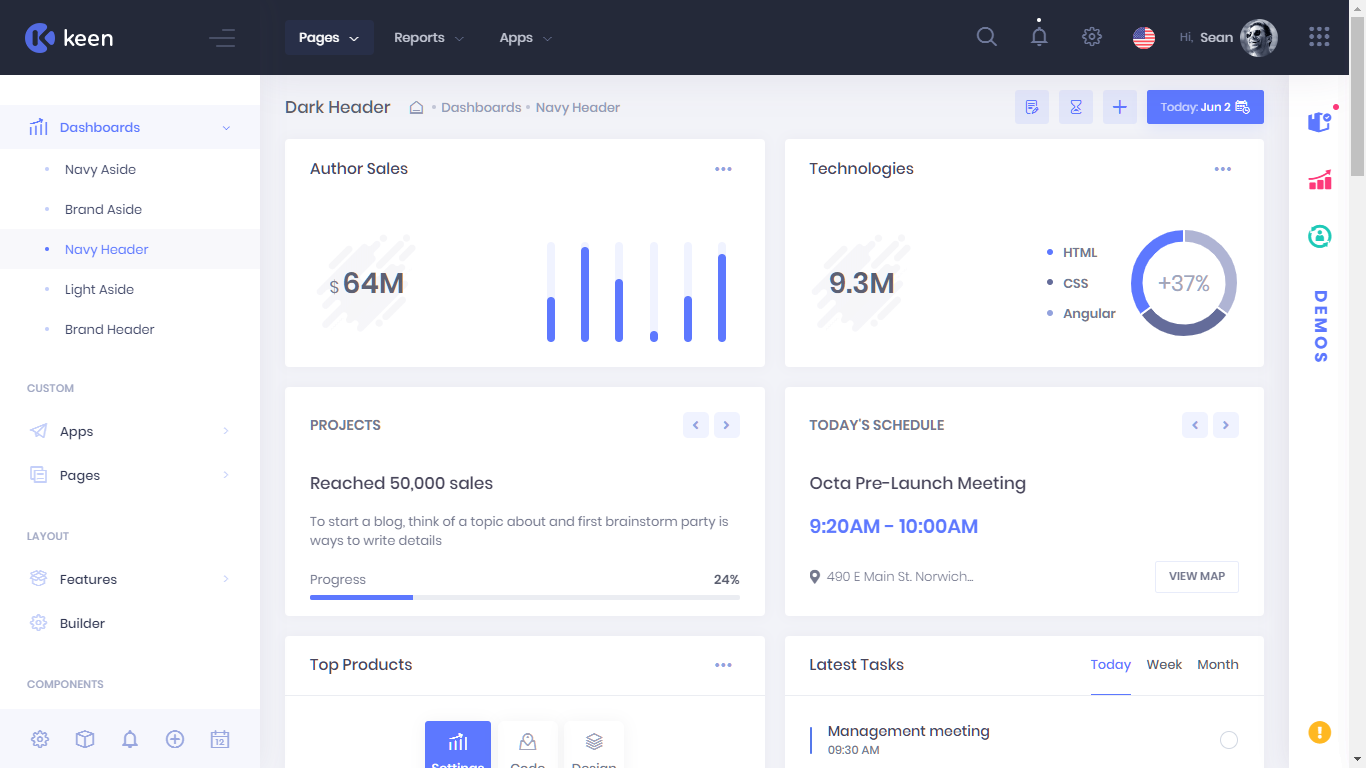 keen
Pages
Reports
Apps
Hi, Sean
Dashboards
Navy Aside
Brand Aside
Navy Header
Light Aside
Brand Header
CUSTOM
Apps
Pages
LAYOUT
Features
Builder
COMPONENTS
12
Dark Header
Dashboards
Navy Header
Today: Jun 2
Author Sales
$ 64M
Technologies
9.3M
HTML
CSS
Angular
+37%
PROJECTS
Reached 50,000 sales
To start a blog, think of a topic about and first brainstorm party is
ways to write details
Progress 24%
TODAY'S SCHEDULE
Octa Pre-Launch Meeting
9:20AM - 10:00AM
490 E Main St. Norwich...
VIEW MAP
Top Products
Settings
Code
Design
Latest Tasks
Today Week Month
Management meeting
09:30 AM
DEMOS